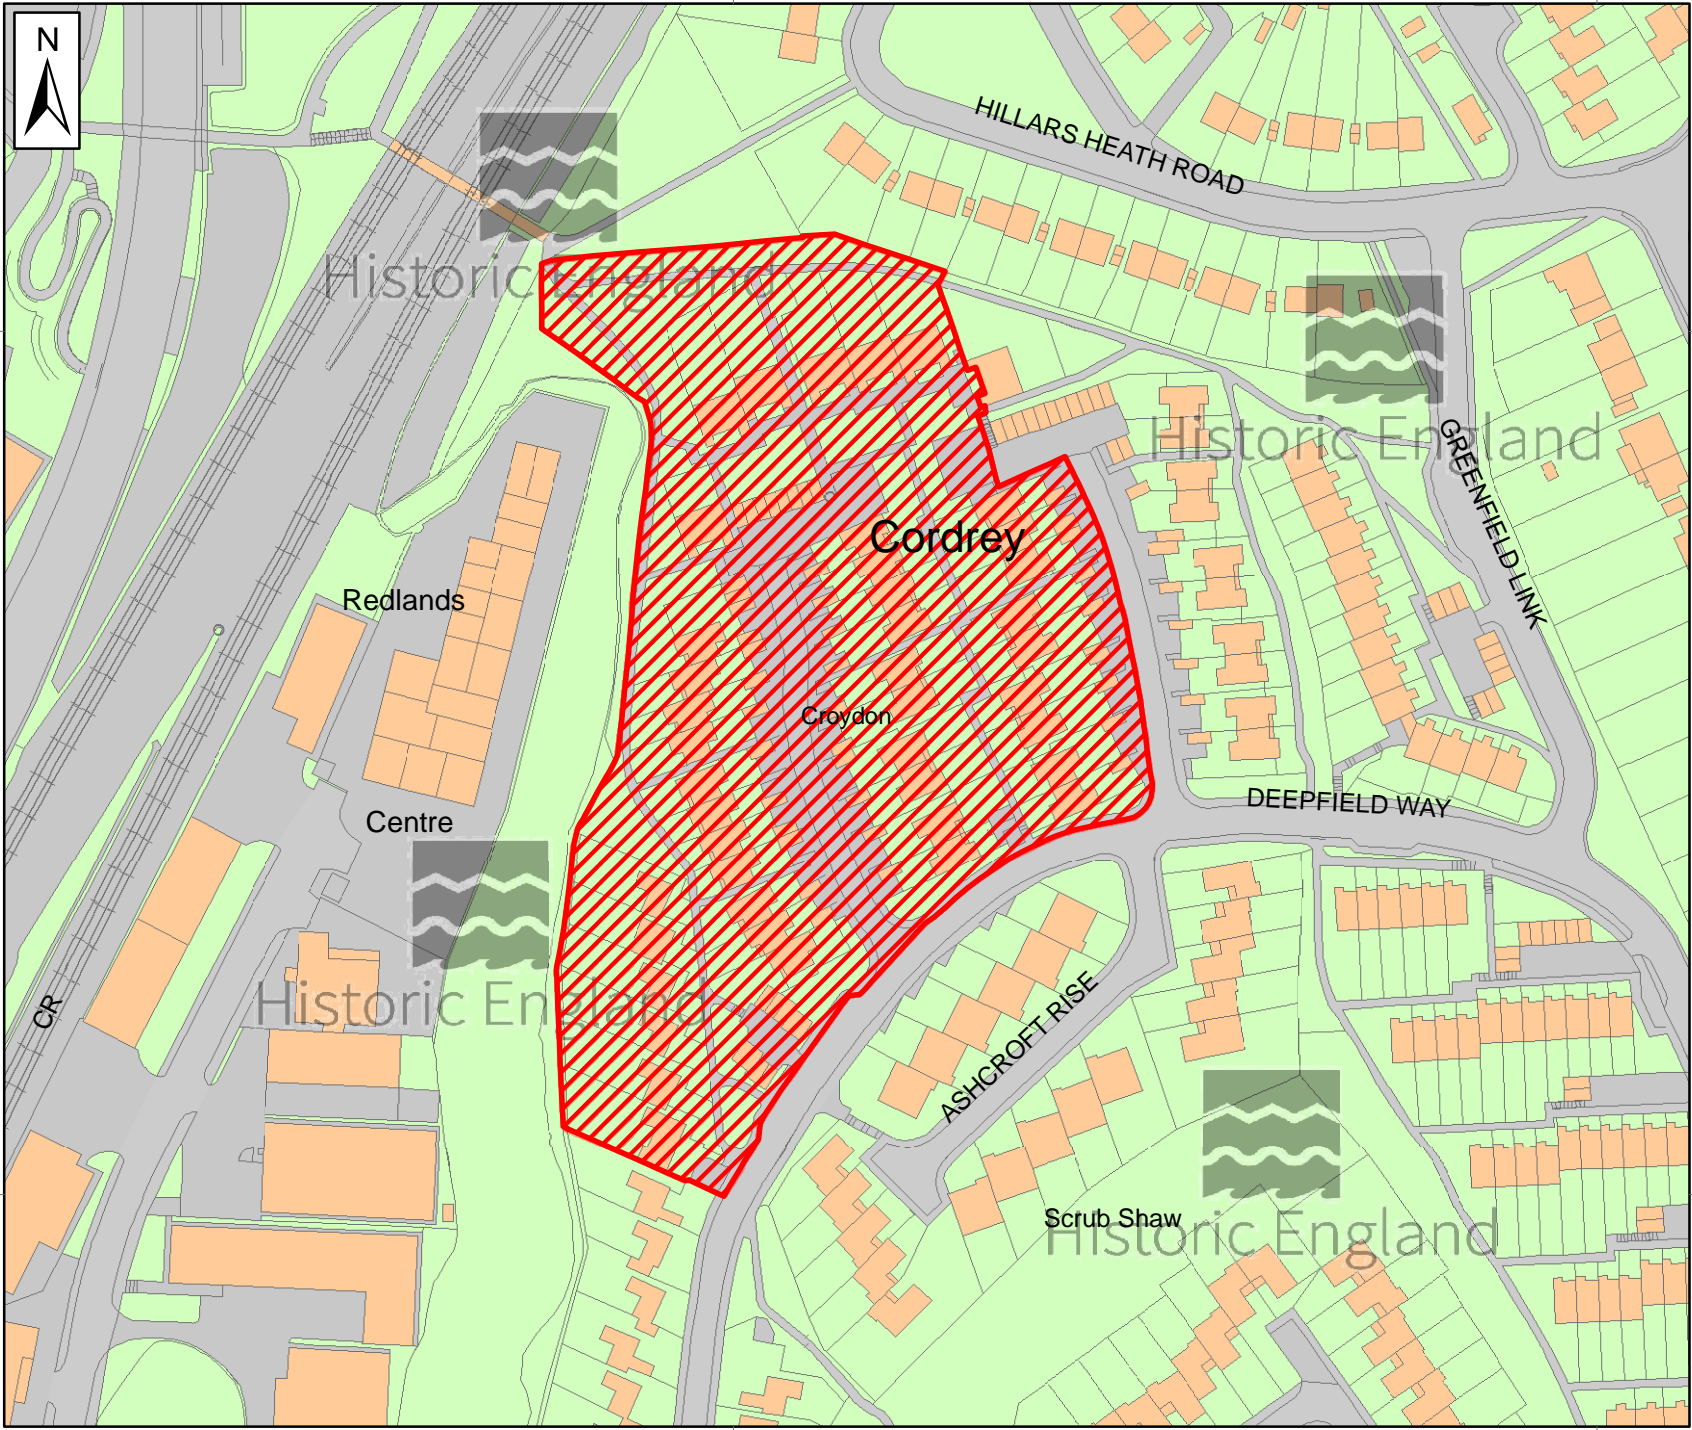 N
HILLARS HEATH ROAD
Historic England
Historic England
GREENFIELD LINK
Cordrey
Redlands
Croydon
DEEPFIELD WAY
Centre
Historic England
CR
ASHCROFT RISE
Scrub Shaw
Historic England